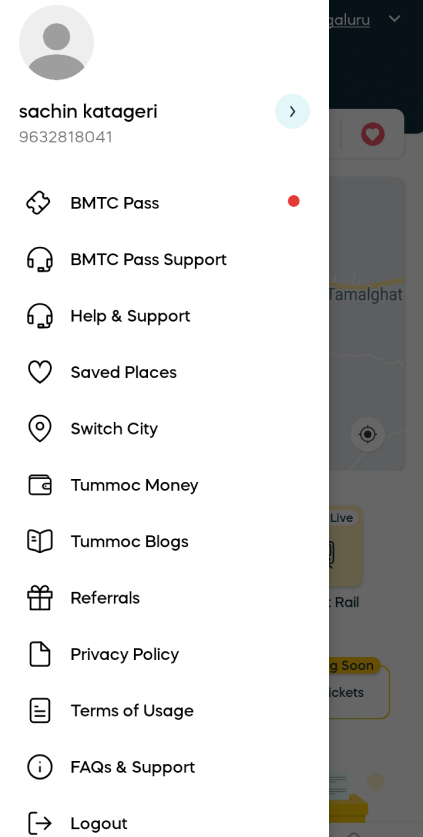 galuru
sachin katageri
9632818041
BMTC Pass
BMTC Pass Support
Help & Support
Saved Places
Tamalghat
Switch City
Tummoc Money
Live
Tummoc Blogs
Referrals
Rail
Privacy Policy
g Soon
ickets
Terms of Usage
FAQs & Support
Logout